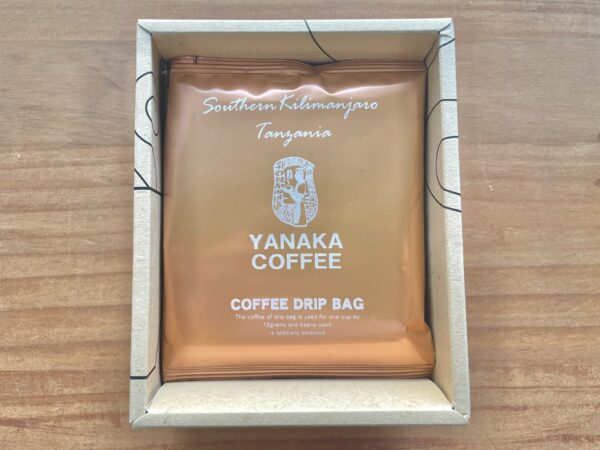 Southern Kilimanjaro
Tanzania
YANAKA
COFFEE
COFFEE DRIP BAG
The coffee of drip bag is used for one cup by
12grams and beans used
is specially selected